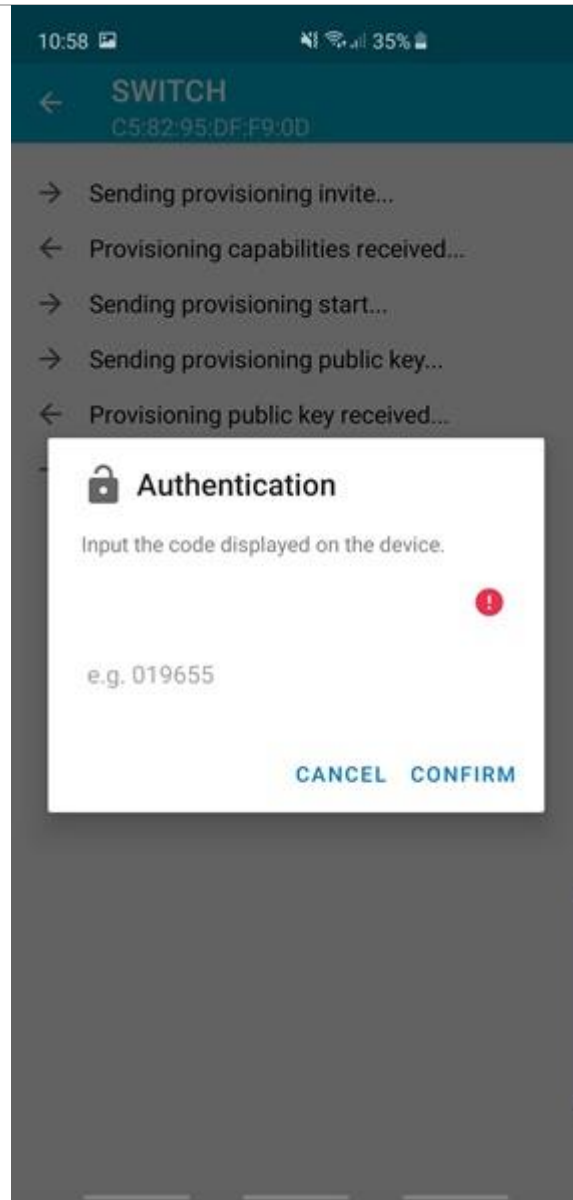 10:58 35%
SWITCH
C5:82:95:DF:F9:0D
Sending provisioning invite...
Provisioning capabilities received...
Sending provisioning start...
Sending provisioning public key...
Provisioning public key received...
Authentication
Input the code displayed on the device.
e.g. 019655
CANCEL CONFIRM